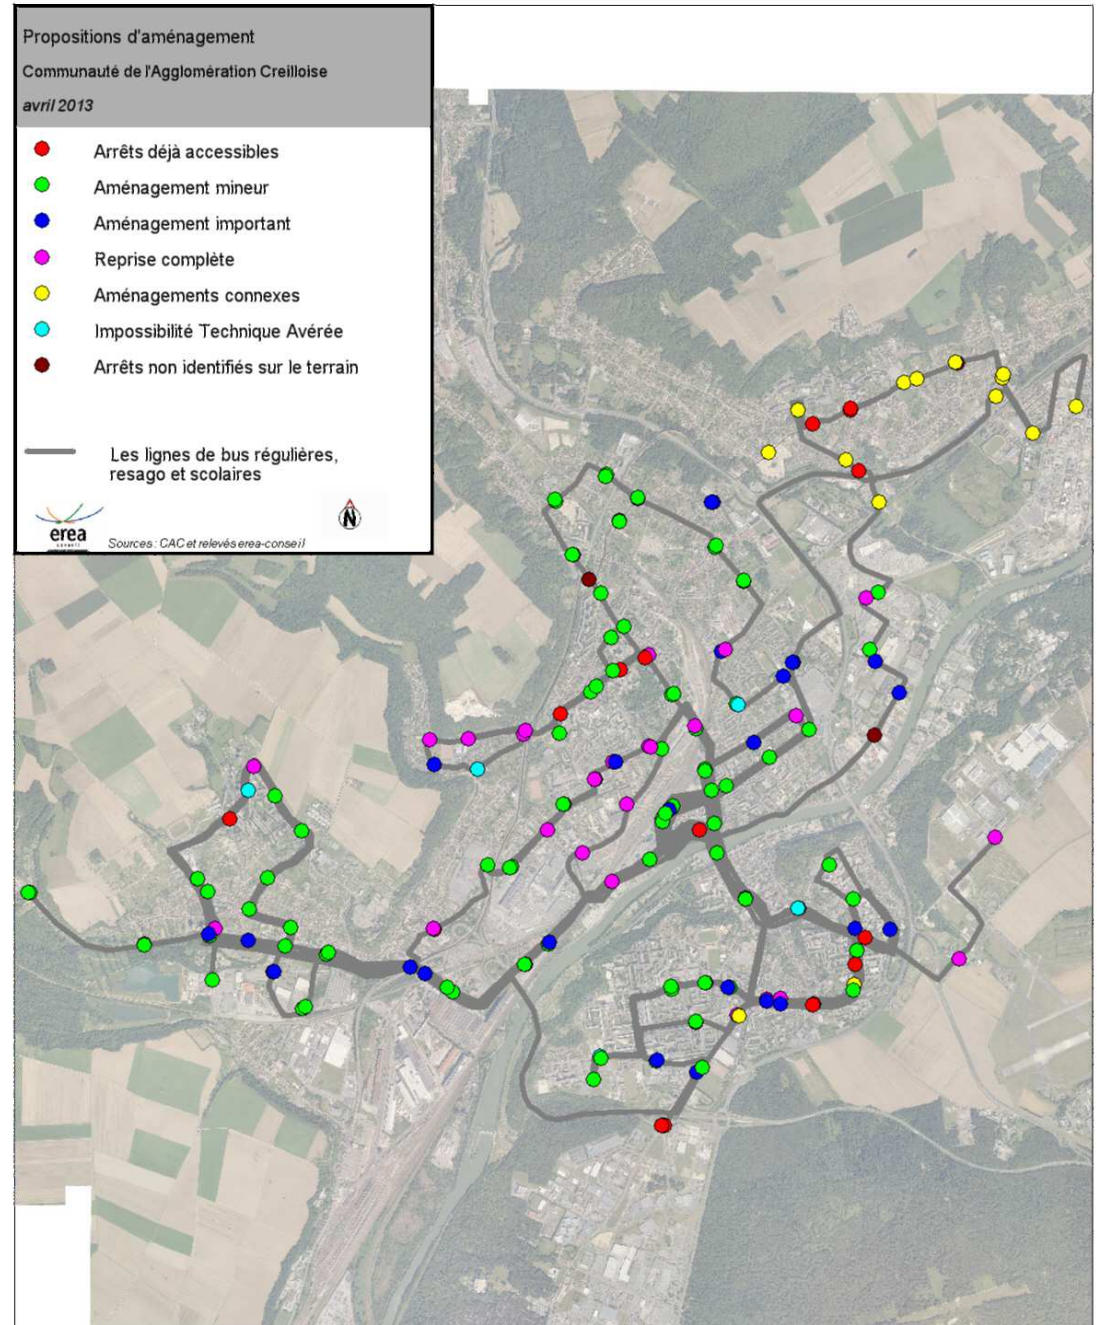 Propositions d'aménagement
Communauté de l'Agglomération Creilloise
avril 2013
Arrêts déjà accessibles
Aménagement mineur
Aménagement important
Reprise complète
Aménagements connexes
Impossibilité Technique Avérée
Arrêts non identifiés sur le terrain
Les lignes de bus régulières,
resago et scolaires
N
erea
conseil
Sources : CAC et relevés erea-conseil